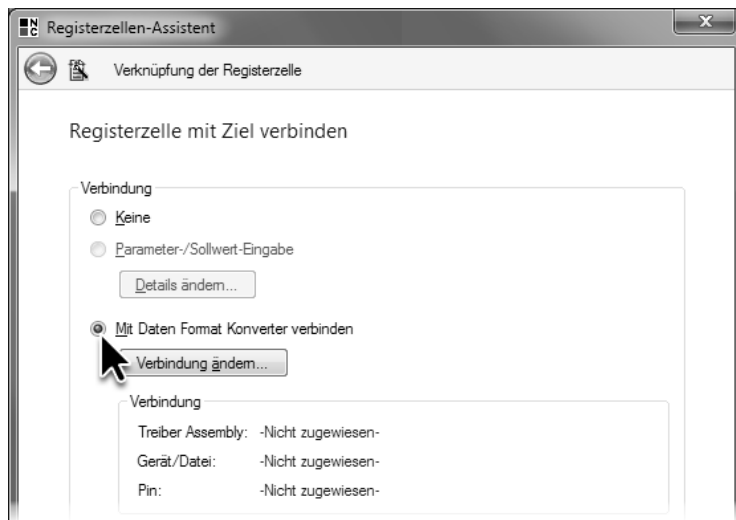 Registerzellen-Assistent
Verknüpfung der Registerzelle
Registerzelle mit Ziel verbinden
Verbindung
Keine
Parameter-/Sollwert-Eingabe
Details ändern...
Mit Daten Format Konverter verbinden
Verbindung ändern...
Verbindung
Treiber Assembly: -Nicht zugewiesen-
Gerät/Datei: -Nicht zugewiesen-
Pin: -Nicht zugewiesen-